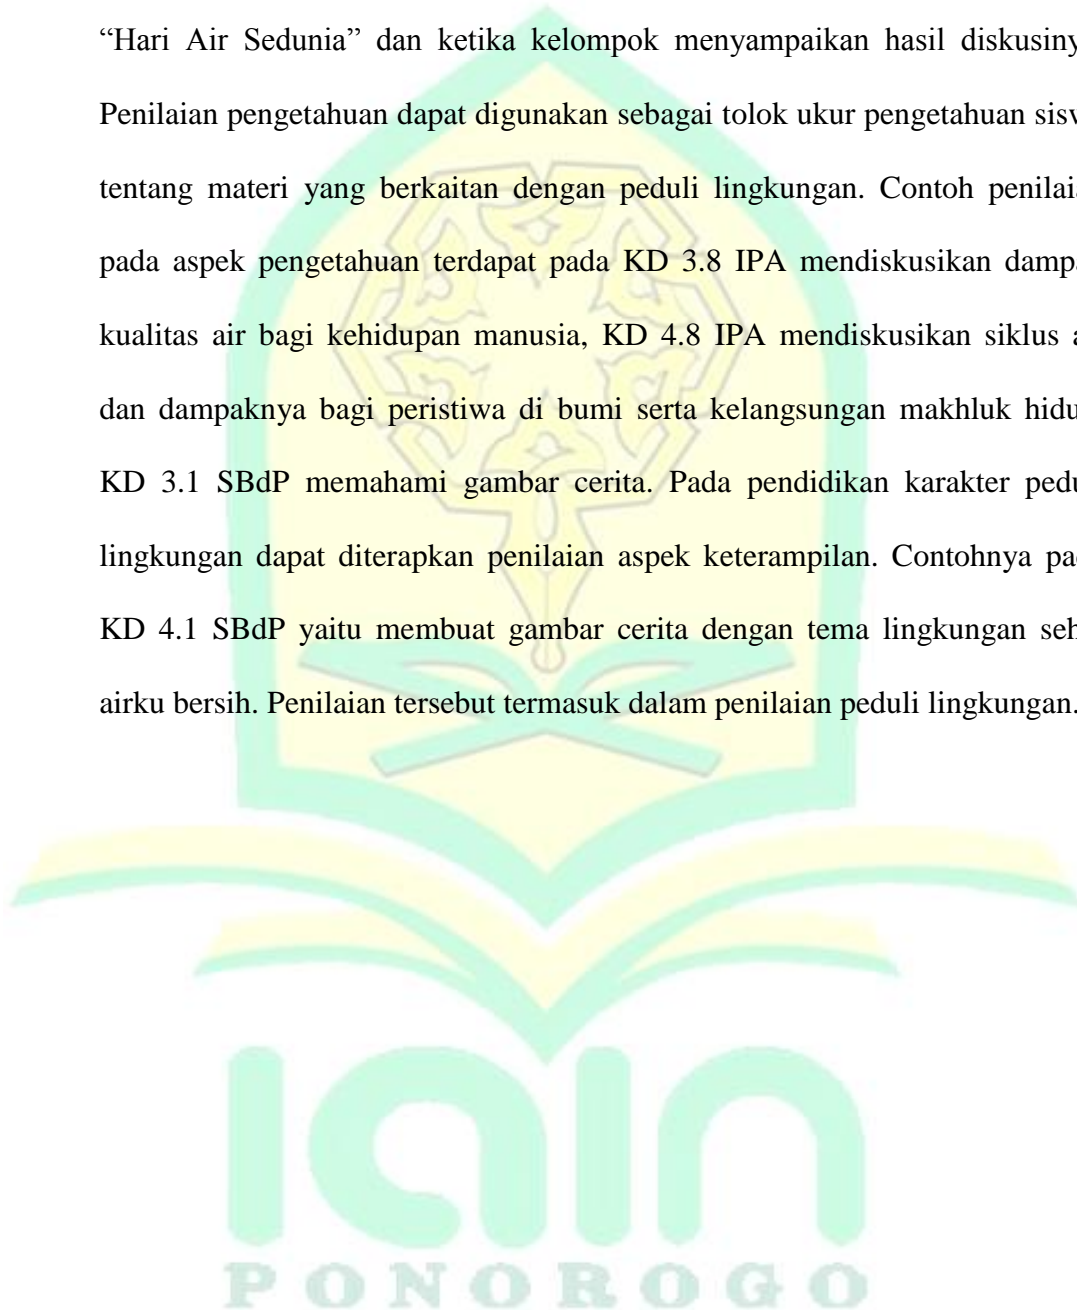 “Hari Air Sedunia” dan ketika kelompok menyampaikan hasil diskusiny
Penilaian pengetahuan dapat digunakan sebagai tolok ukur pengetahuan sisw
tentang materi yang berkaitan dengan peduli lingkungan. Contoh penilaia
pada aspek pengetahuan terdapat pada KD 3.8 IPA mendiskusikan dampa
kualitas air bagi kehidupan manusia, KD 4.8 IPA mendiskusikan siklus a
dan dampaknya bagi peristiwa di bumi serta kelangsungan makhluk hidu
KD 3.1 SBdP memahami gambar cerita. Pada pendidikan karakter pedu
lingkungan dapat diterapkan penilaian aspek keterampilan. Contohnya pad
KD 4.1 SBdP yaitu membuat gambar cerita dengan tema lingkungan seh
airku bersih. Penilaian tersebut termasuk dalam penilaian peduli lingkungan.
iain
PONOROGO